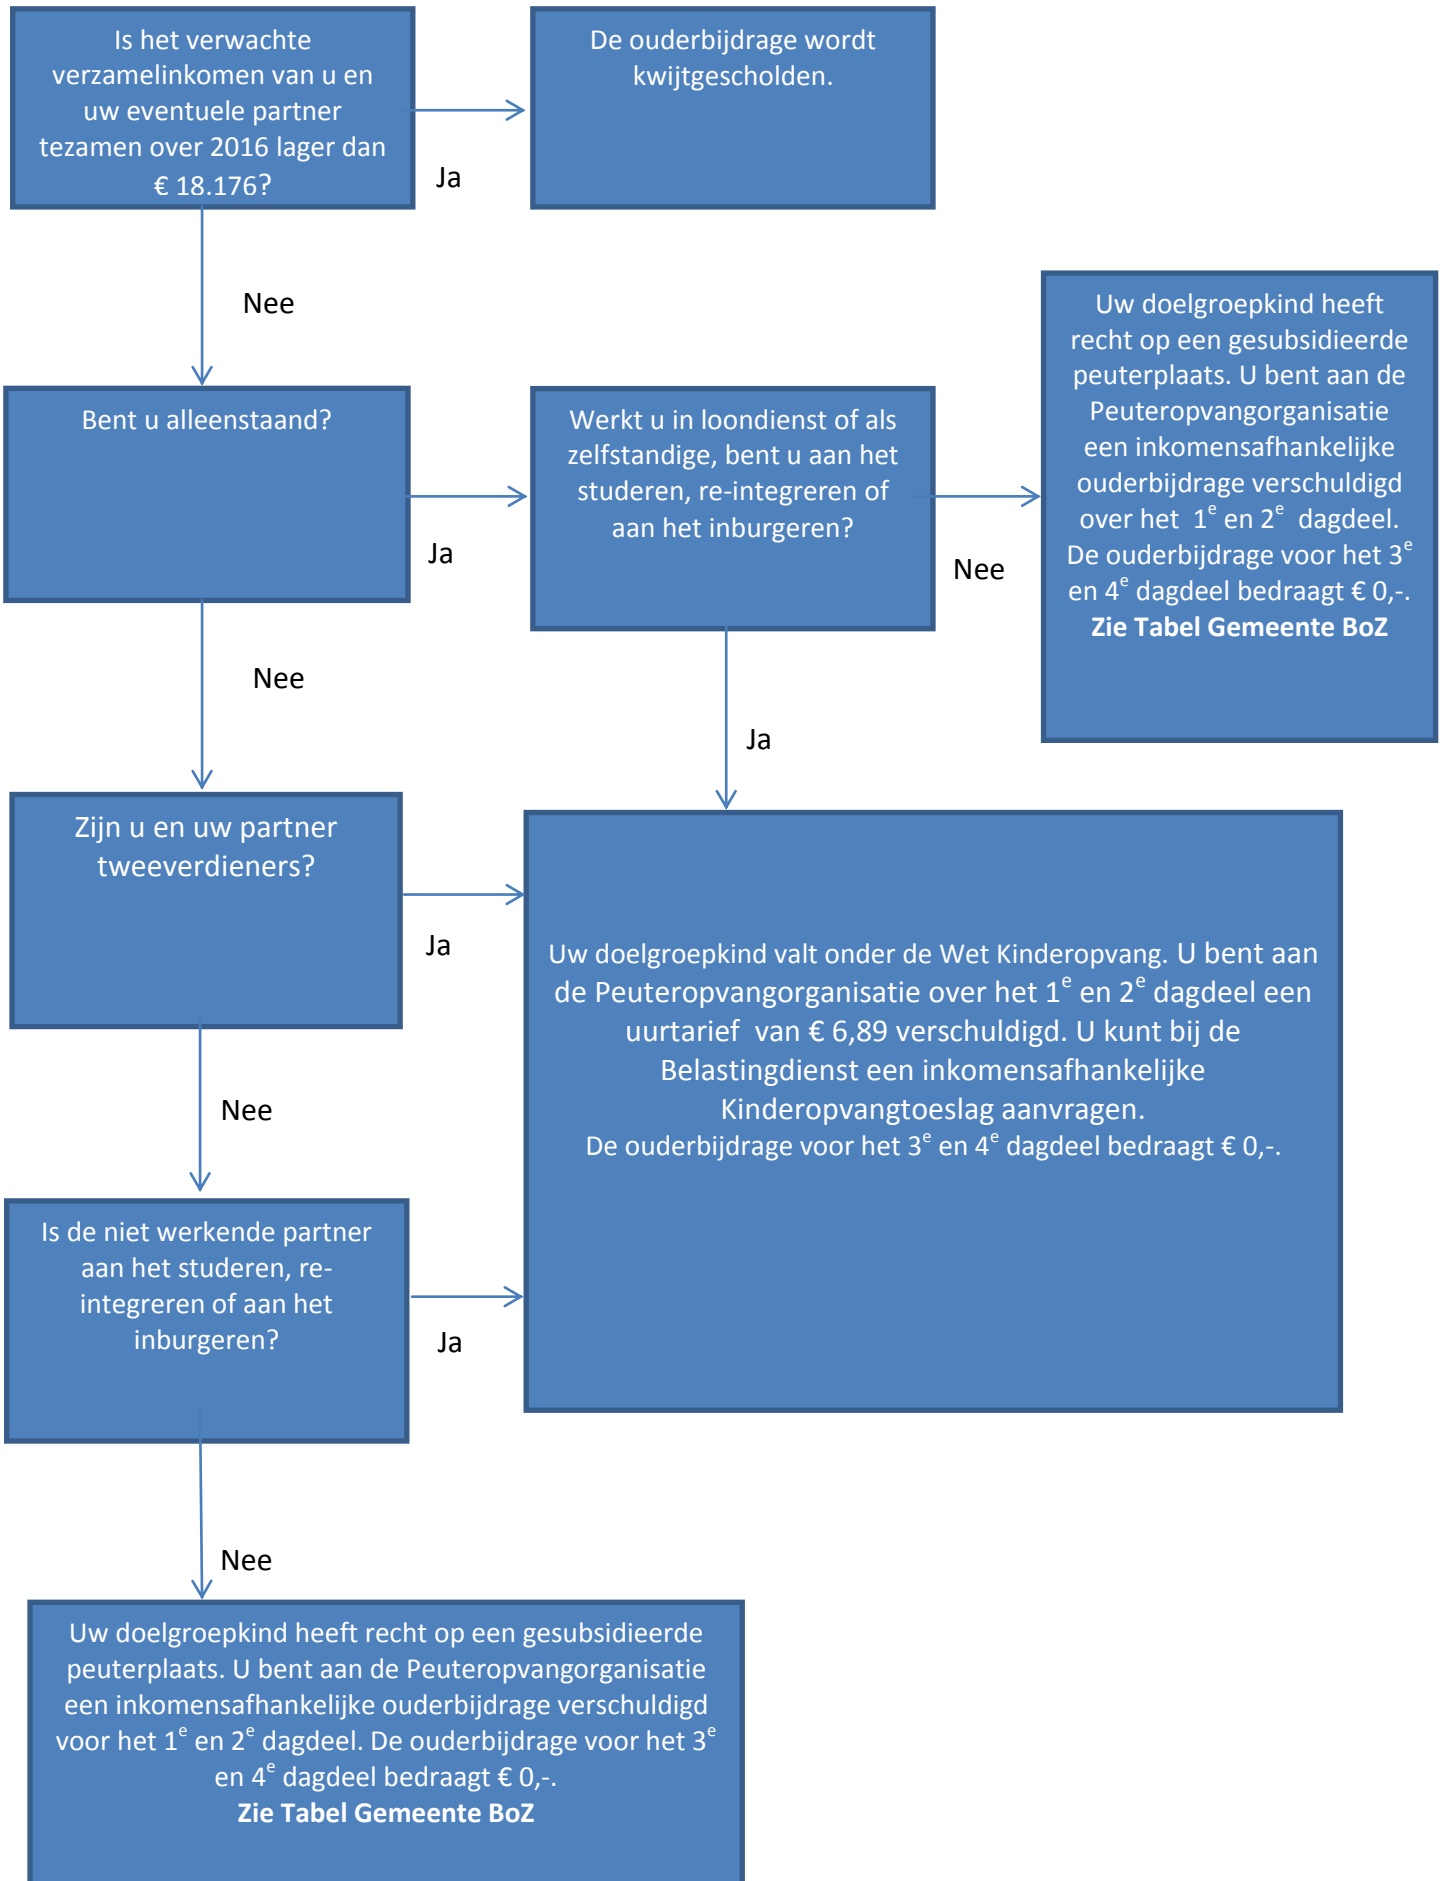 Is het verwachte
verzamelinkomen van u en
uw eventuele partner
tezamen over 2016 lager dan
€ 18.176?
Ja
De ouderbijdrage wordt
kwijtgescholden.
Nee
Bent u alleenstaand?
Ja
Werkt u in loondienst of als
zelfstandige, bent u aan het
studeren, re-integreren of
aan het inburgeren?
Nee
Uw doelgroepkind heeft
recht op een gesubsidieerde
peuterplaats. U bent aan de
Peuteropvangorganisatie
een inkomensafhankelijke
ouderbijdrage verschuldigd
over het 1e en 2e dagdeel.
De ouderbijdrage voor het 3e
en 4e dagdeel bedraagt € 0,-.
Zie Tabel Gemeente BoZ
Nee
Ja
Zijn u en uw partner
tweeverdieners?
Ja
Uw doelgroepkind valt onder de Wet Kinderopvang. U bent aan
de Peuteropvangorganisatie over het 1e en 2e dagdeel een
uurtarief van € 6,89 verschuldigd. U kunt bij de
Belastingdienst een inkomensafhankelijke
Kinderopvangtoeslag aanvragen.
De ouderbijdrage voor het 3e en 4e dagdeel bedraagt € 0,-.
Nee
Is de niet werkende partner
aan het studeren, re-
integreren of aan het
inburgeren?
Ja
Nee
Uw doelgroepkind heeft recht op een gesubsidieerde
peuterplaats. U bent aan de Peuteropvangorganisatie
een inkomensafhankelijke ouderbijdrage verschuldigd
voor het 1e en 2e dagdeel. De ouderbijdrage voor het 3e
en 4e dagdeel bedraagt € 0,-.
Zie Tabel Gemeente BoZ